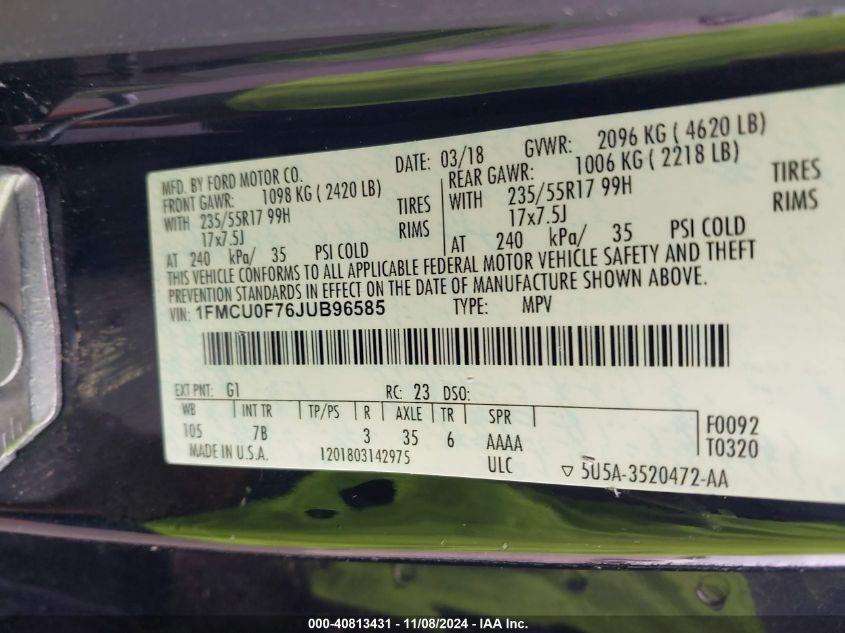 MFD. BY FORD MOTOR CO. DATE: 03/18 GVWR: 2096 KG ( 4620 LB)
FRONT GAWR: 1098 KG ( 2420 LB) REAR GAWR: 1006 KG ( 2218 LB)
WITH 235/55R17 99H TIRES WITH 235/55R17 99H TIRES
17x7.5J RIMS 17x7.5J RIMS
AT 240 kPa/ 35 PSI COLD AT 240 kPa/ 35 PSI COLD
THIS VEHICLE CONFORMS TO ALL APPLICABLE FEDERAL MOTOR VEHICLE SAFETY AND THEFT
PREVENTION STANDARDS IN EFFECT ON THE DATE OF MANUFACTURE SHOWN ABOVE.
VIN: 1FMCU0F76JUB96585 TYPE: MPV
EXT PNT: G1 RC: 23 DSO:
WB INT TR TP/PS R AXLE TR SPR F0092
105 7B 3 35 6 AAAA T0320
MADE IN U.S.A. 1201803142975 ULC ▽ 5U5A-3520472-AA
000-40813431 - 11/08/2024 - IAA Inc.